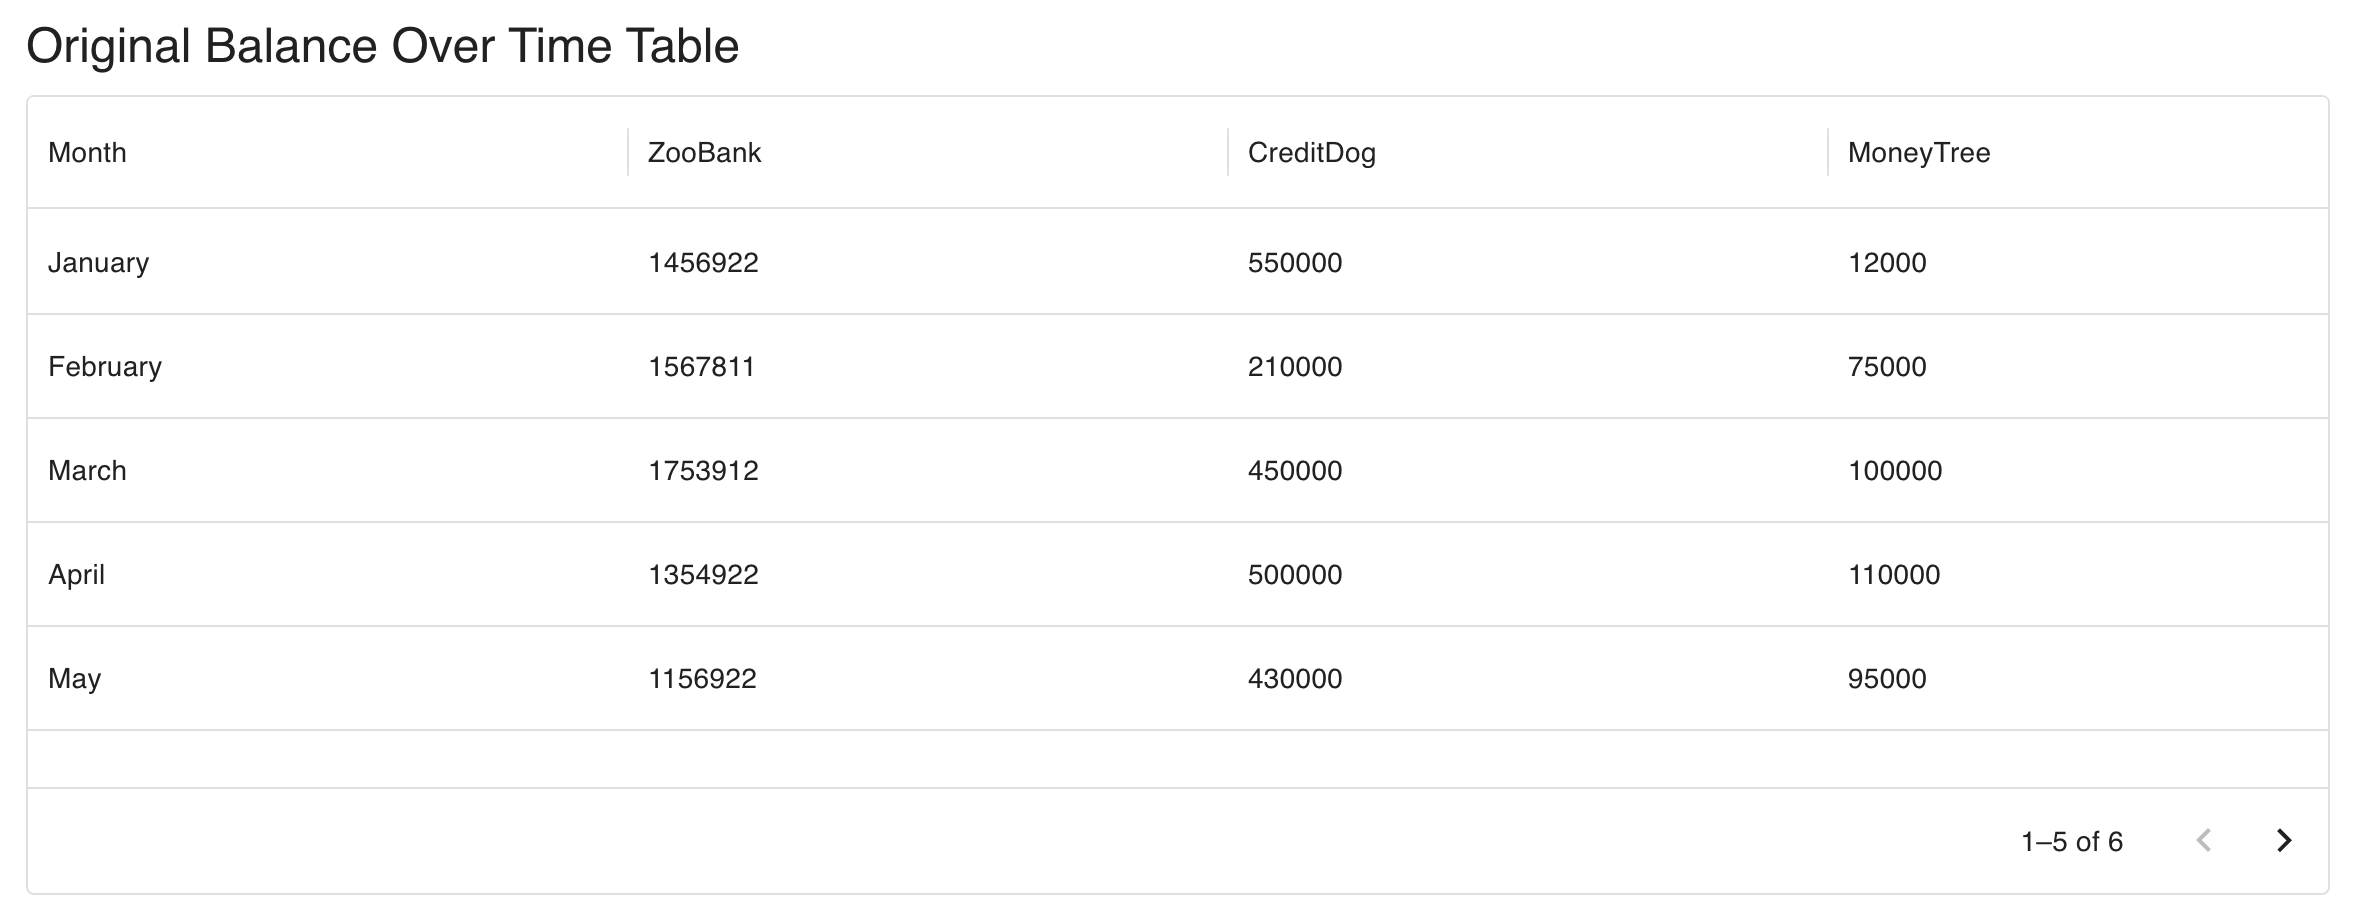 Original Balance Over Time Table
Month ZooBank CreditDog MoneyTree
January 1456922 550000 12000
February 1567811 210000 75000
March 1753912 450000 100000
April 1354922 500000 110000
May 1156922 430000 95000
1–5 of 6